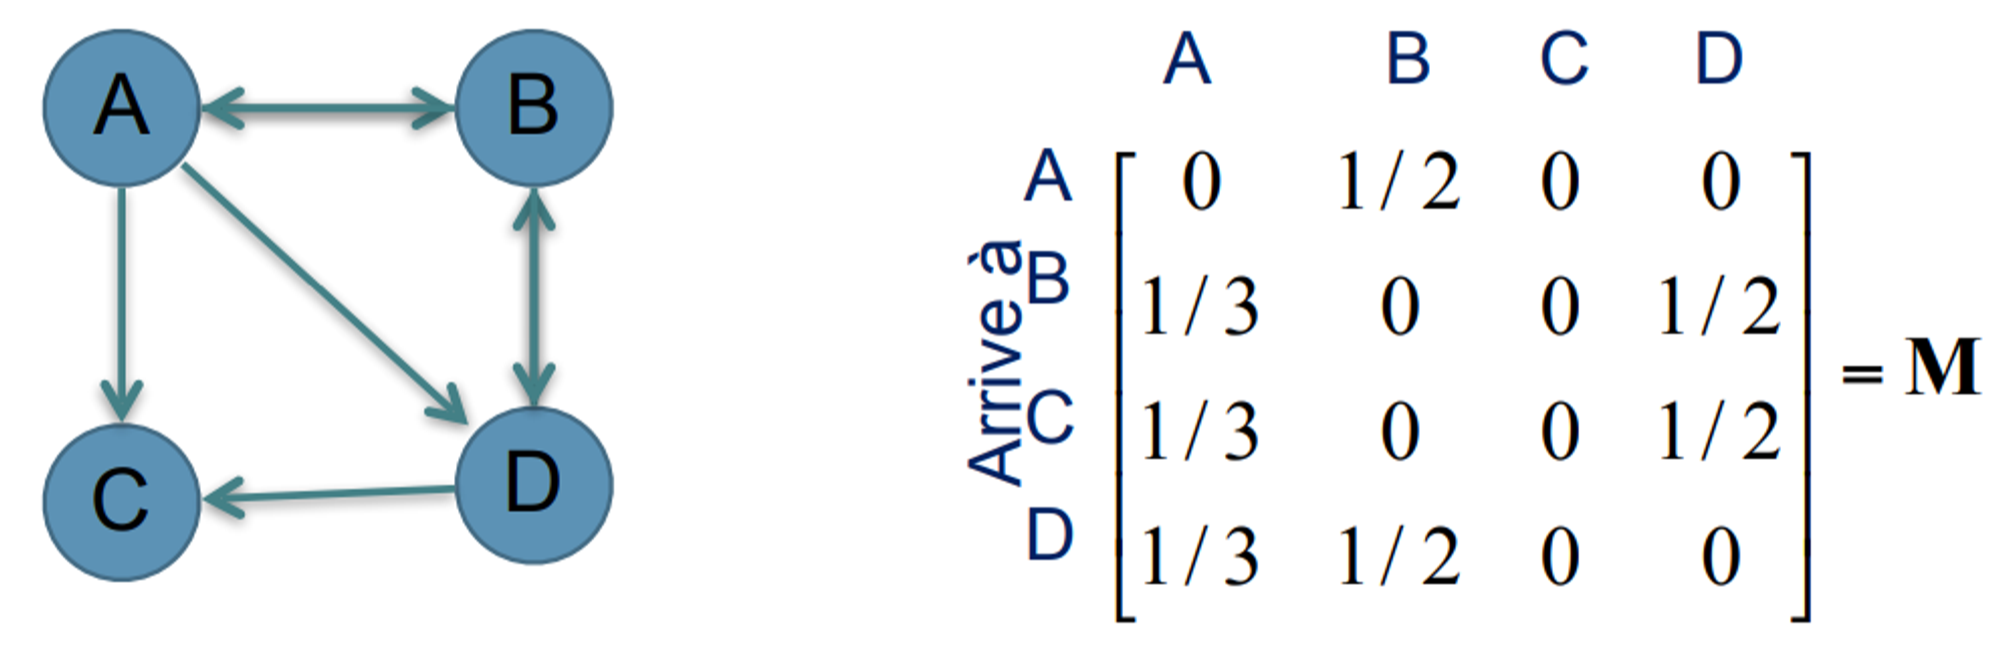 A B
C D
A B C D
Arrive à
A 0 1/2 0 0
B 1/3 0 0 1/2
C 1/3 0 0 1/2
D 1/3 1/2 0 0
= M